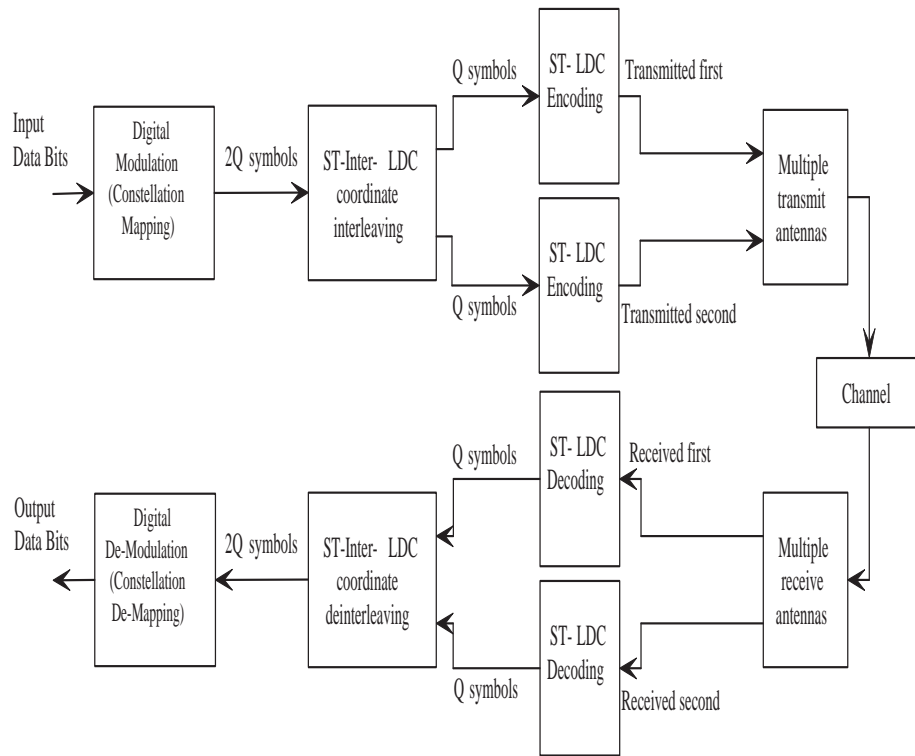 Input
Data Bits
Digital
Modulation
(Constellation
Mapping)
2Q symbols
ST-Inter- LDC
coordinate
interleaving
Q symbols
Q symbols
ST- LDC
Encoding
ST- LDC
Encoding
Transmitted first
Transmitted second
Multiple
transmit
antennas
Channel
Multiple
receive
antennas
Received first
Received second
ST- LDC
Decoding
ST- LDC
Decoding
Q symbols
Q symbols
ST-Inter- LDC
coordinate
deinterleaving
2Q symbols
Digital
De-Modulation
(Constellation
De-Mapping)
Output
Data Bits